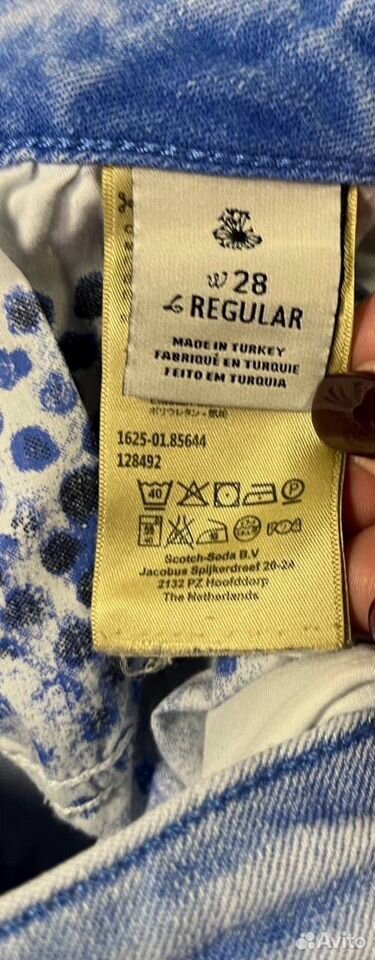 W 28
L REGULAR
MADE IN TURKEY
FABRIQUÉ EN TURQUIE
FEITO EM TURQUIA
1625-01.85644
128492
40
Scotch-Soda B.V
Jacobus Spijkerdreef 20-24
2132 PZ Hoofddorp
The Netherlands
Avito